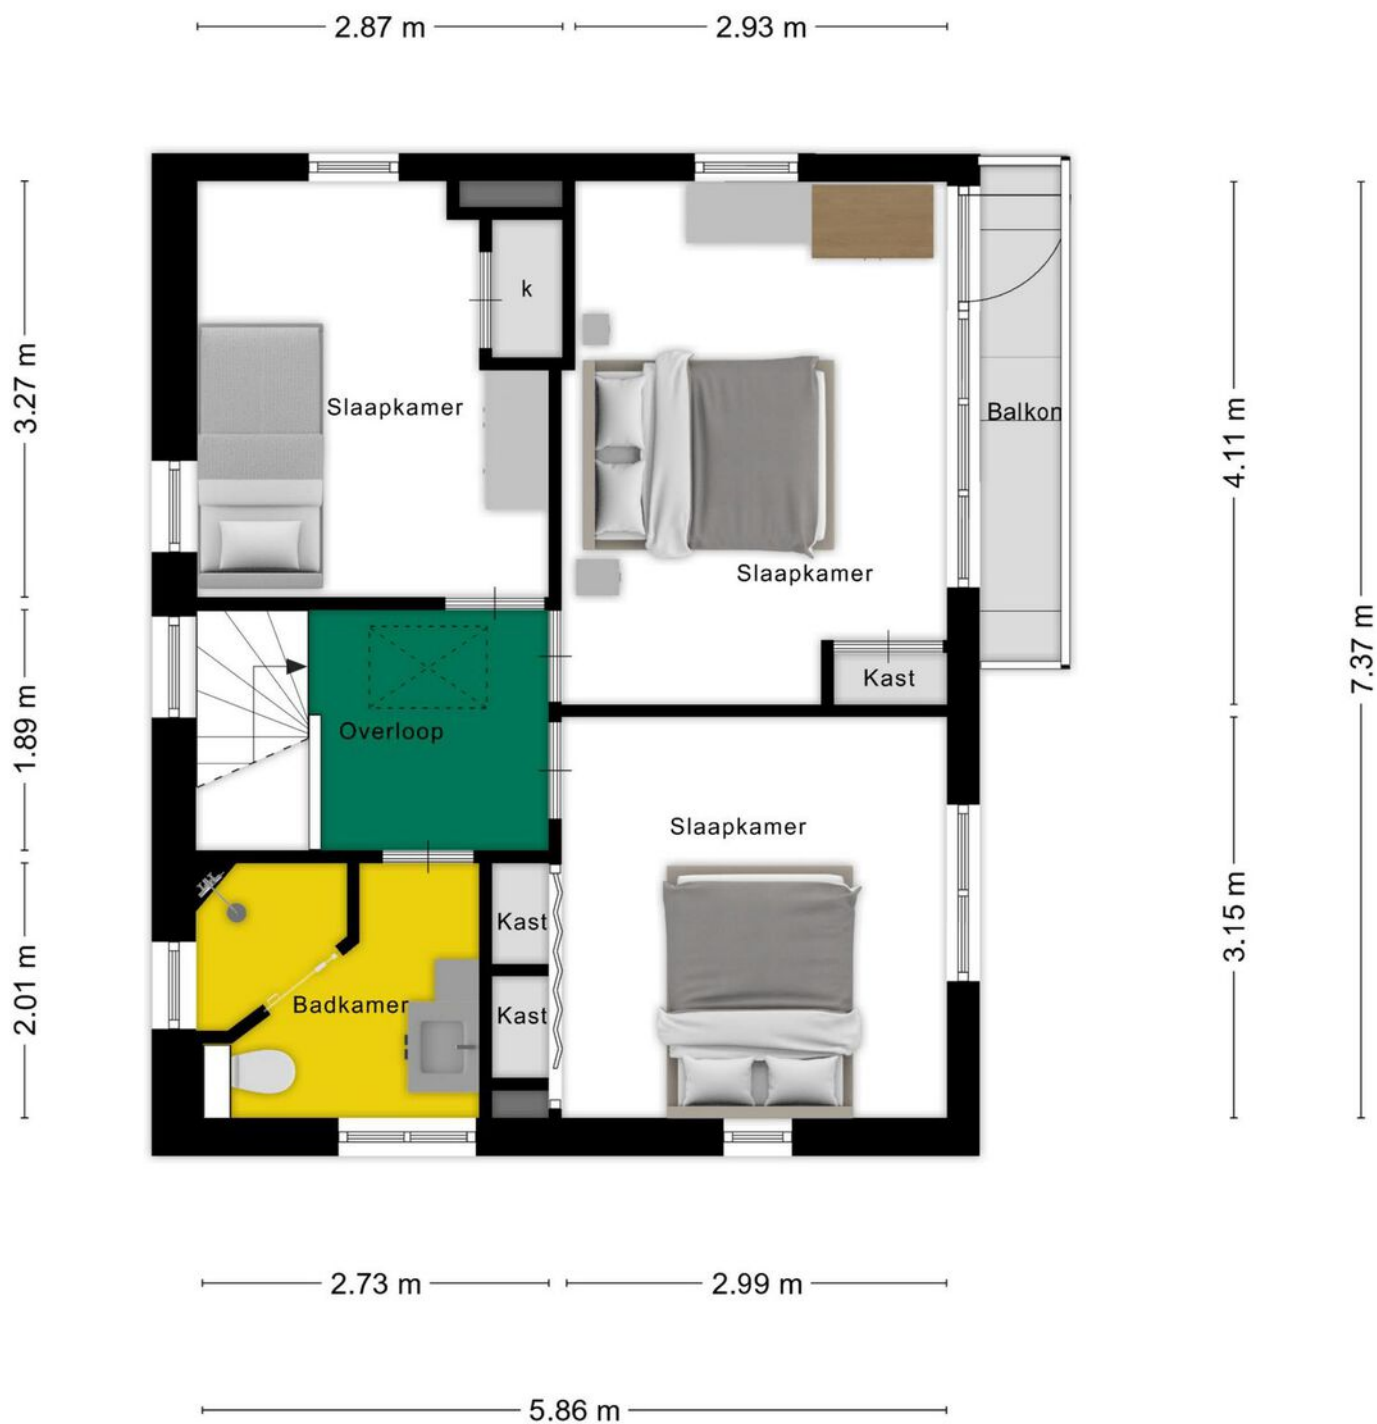 2.87 m
2.93 m
k
3.27 m
Slaapkamer
4.11 m
Balkon
Slaapkamer
7.37 m
Kast
1.89 m
Overloop
Slaapkamer
3.15 m
Kast
2.01 m
Badkamer
Kast
2.73 m
2.99 m
5.86 m